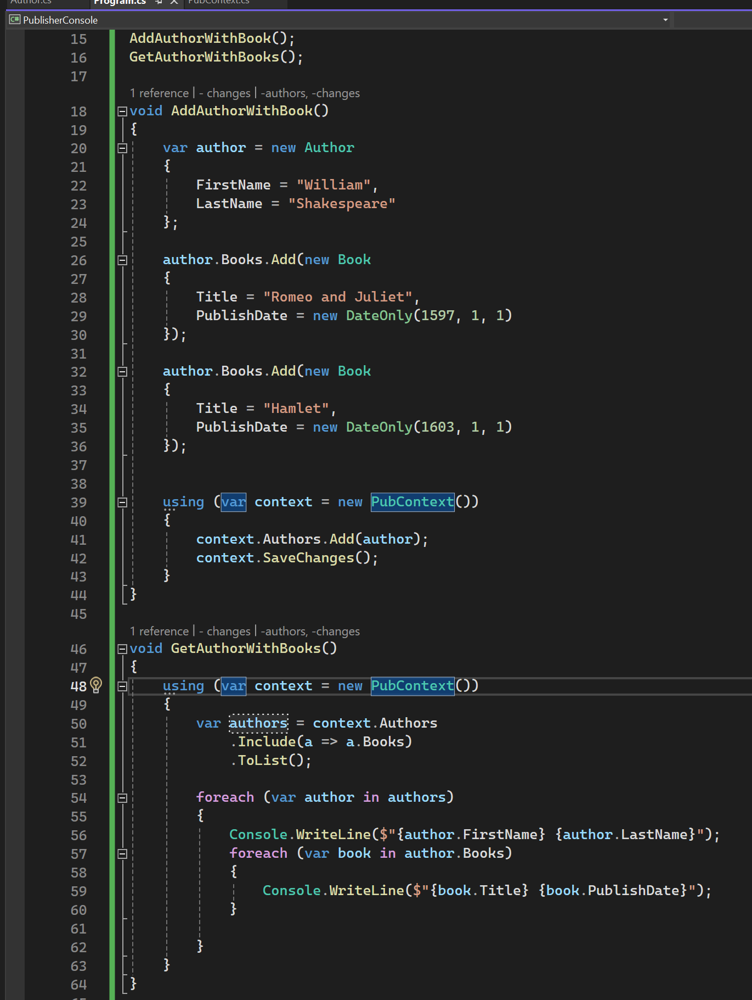 Author.cs Program.cs PubContext.cs
C# PublisherConsole
15 AddAuthorWithBook();
16 GetAuthorWithBooks();
17
1 reference | - changes | -authors, -changes
18 void AddAuthorWithBook()
19 {
20 var author = new Author
21 {
22 FirstName = "William",
23 LastName = "Shakespeare"
24 };
25
26 author.Books.Add(new Book
27 {
28 Title = "Romeo and Juliet",
29 PublishDate = new DateOnly(1597, 1, 1)
30 });
31
32 author.Books.Add(new Book
33 {
34 Title = "Hamlet",
35 PublishDate = new DateOnly(1603, 1, 1)
36 });
37
38
39 using (var context = new PubContext())
40 {
41 context.Authors.Add(author);
42 context.SaveChanges();
43 }
44 }
45
1 reference | - changes | -authors, -changes
46 void GetAuthorWithBooks()
47 {
48 using (var context = new PubContext())
49 {
50 var authors = context.Authors
51 .Include(a => a.Books)
52 .ToList();
53
54 foreach (var author in authors)
55 {
56 Console.WriteLine($"{author.FirstName} {author.LastName}");
57 foreach (var book in author.Books)
58 {
59 Console.WriteLine($"{book.Title} {book.PublishDate}");
60 }
61
62 }
63 }
64 }